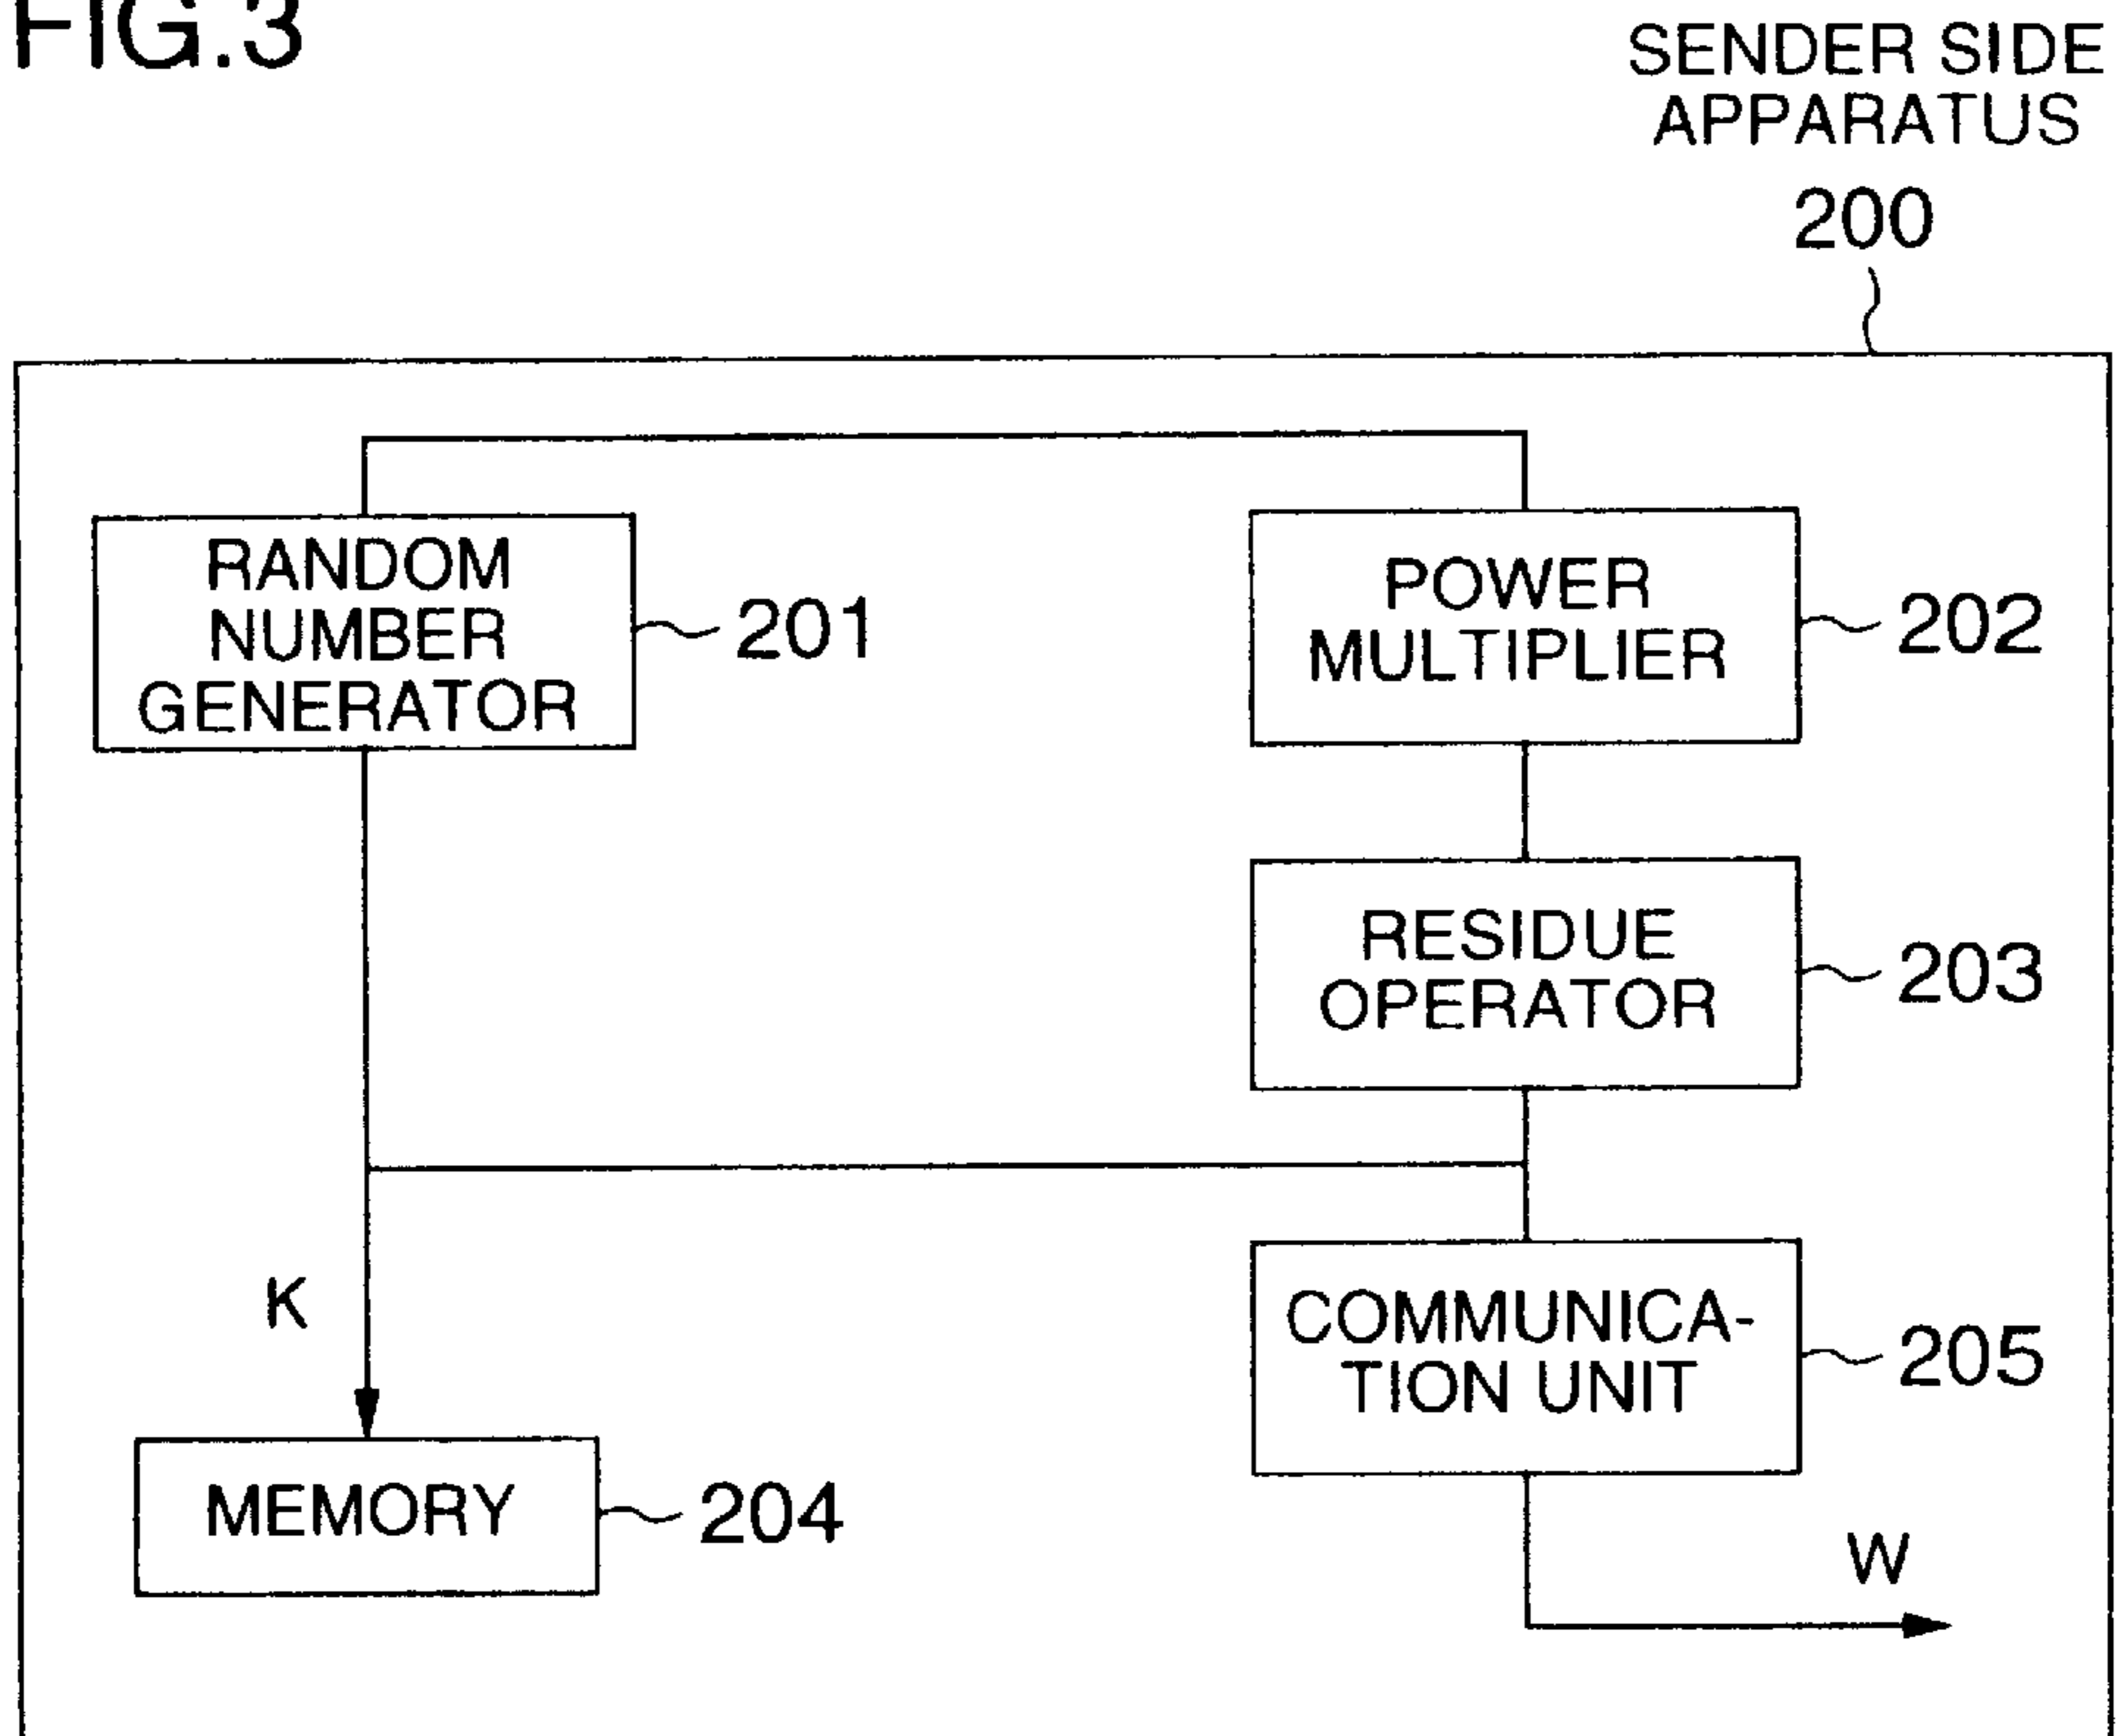 FIG.3
SENDER SIDE
APPARATUS
200
RANDOM
NUMBER
GENERATOR
201
POWER
MULTIPLIER
202
RESIDUE
OPERATOR
203
K
COMMUNICA-
TION UNIT
205
MEMORY
204
W